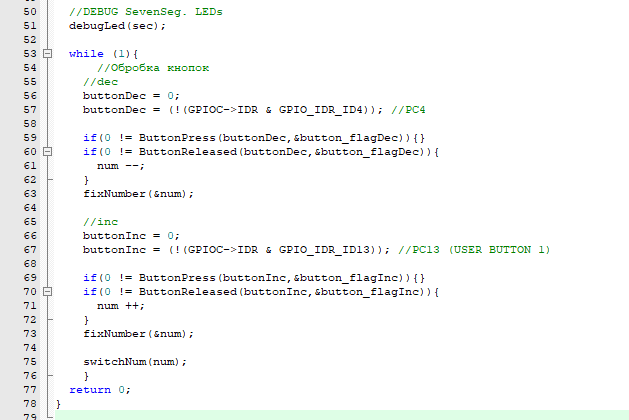 50 //DEBUG SevenSeg. LEDs
51 debugLed(sec);
52
53 while (1){
54 //Обробка кнопок
55 //dec
56 buttonDec = 0;
57 buttonDec = (!(GPIOC->IDR & GPIO_IDR_ID4)); //PC4
58
59 if(0 != ButtonPress(buttonDec,&button_flagDec)){}
60 if(0 != ButtonReleased(buttonDec,&button_flagDec)){
61 num --;
62 }
63 fixNumber(&num);
64
65 //inc
66 buttonInc = 0;
67 buttonInc = (!(GPIOC->IDR & GPIO_IDR_ID13)); //PC13 (USER BUTTON 1)
68
69 if(0 != ButtonPress(buttonInc,&button_flagInc)){}
70 if(0 != ButtonReleased(buttonInc,&button_flagInc)){
71 num ++;
72 }
73 fixNumber(&num);
74
75 switchNum(num);
76 }
77 return 0;
78 }
79